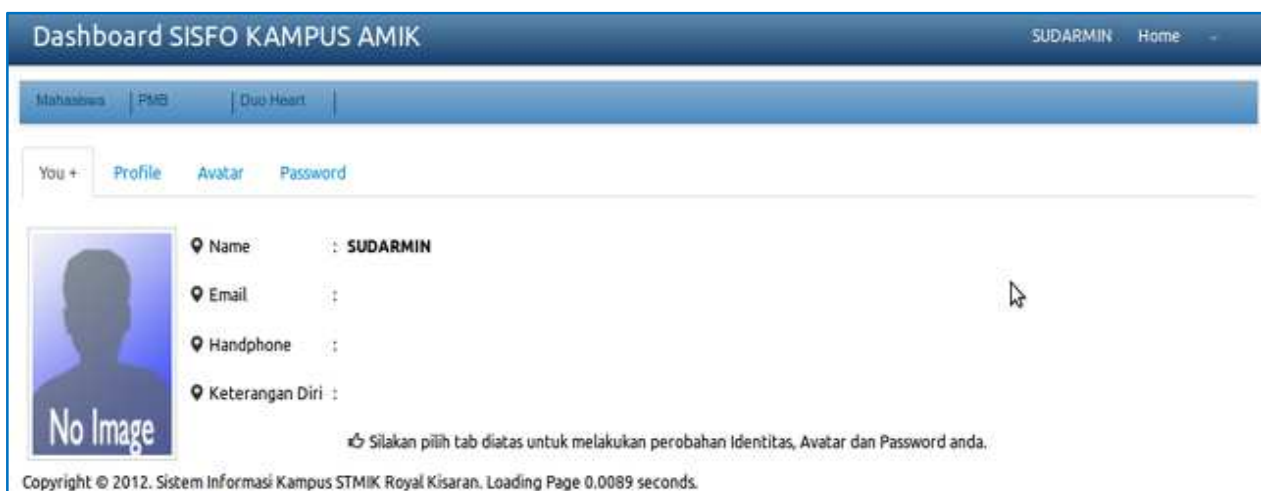 Dashboard SISFO KAMPUS AMIK SUDARMIN Home
Mahasiswa PMB Duo Heart
You + Profile Avatar Password
Name : SUDARMIN
Email :
Handphone :
Keterangan Diri :
No Image
Silakan pilih tab diatas untuk melakukan perobahan Identitas, Avatar dan Password anda.
Copyright © 2012. Sistem Informasi Kampus STMIK Royal Kisaran. Loading Page 0.0089 seconds.